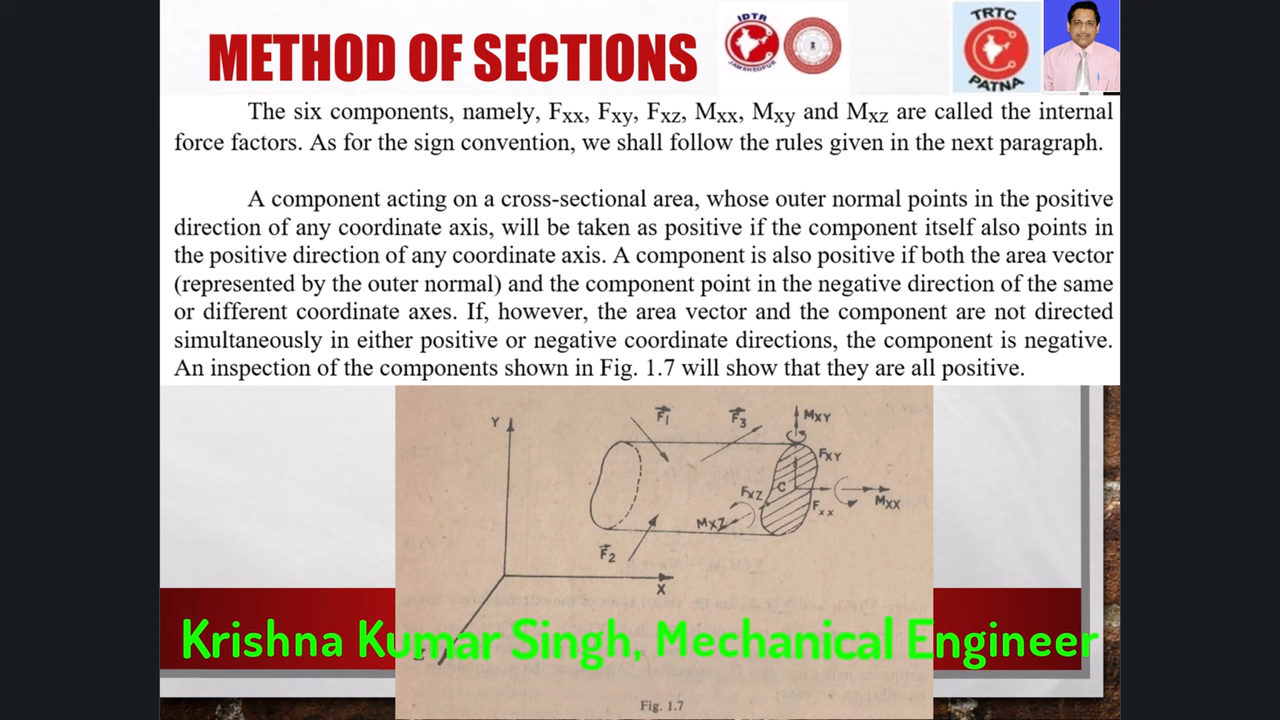 METHOD OF SECTIONS
IDTR
JAMSHEDPUR
TRTC
PATNA
The six components, namely, Fxx, Fxy, Fxz, Mxx, Mxy and Mxz are called the internal
force factors. As for the sign convention, we shall follow the rules given in the next paragraph.
A component acting on a cross-sectional area, whose outer normal points in the positive
direction of any coordinate axis, will be taken as positive if the component itself also points in
the positive direction of any coordinate axis. A component is also positive if both the area vector
(represented by the outer normal) and the component point in the negative direction of the same
or different coordinate axes. If, however, the area vector and the component are not directed
simultaneously in either positive or negative coordinate directions, the component is negative.
An inspection of the components shown in Fig. 1.7 will show that they are all positive.
Y
F1
F3
MXY
FXY
FXZ
C
Fxx
MXX
MXZ
F2
X
Krishna Kumar Singh, Mechanical Engineer
Fig. 1.7